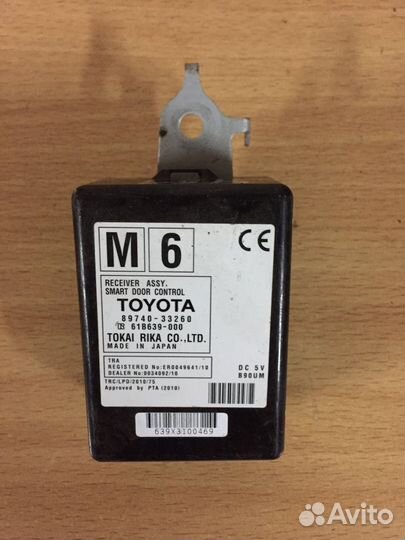 M 6
RECEIVER ASSY.
SMART DOOR CONTROL
TOYOTA
89740-33260
61B639-000
TOKAI RIKA CO.,LTD.
MADE IN JAPAN
TRA
REGISTERED No:ER0049641/10
DEALER No:0034092/10
TRC/LPD/2010/75
Approved by PTA (2010)
CE
DC 5V
B90UM
639X3100469
Avito